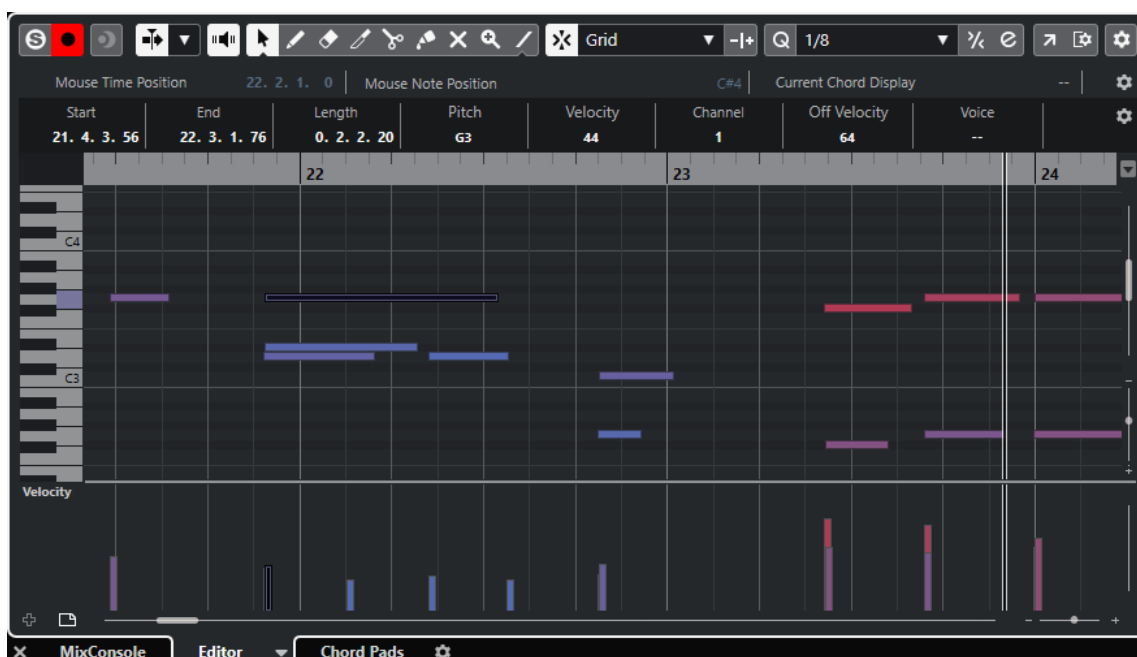 S Grid Q 1/8
Mouse Time Position 22. 2. 1. 0 Mouse Note Position C#4 Current Chord Display --
Start End Length Pitch Velocity Channel Off Velocity Voice
21. 4. 3. 56 22. 3. 1. 76 0. 2. 2. 20 G3 44 1 64 --
22 23 24
C4
C3
Velocity
MixConsole Editor Chord Pads